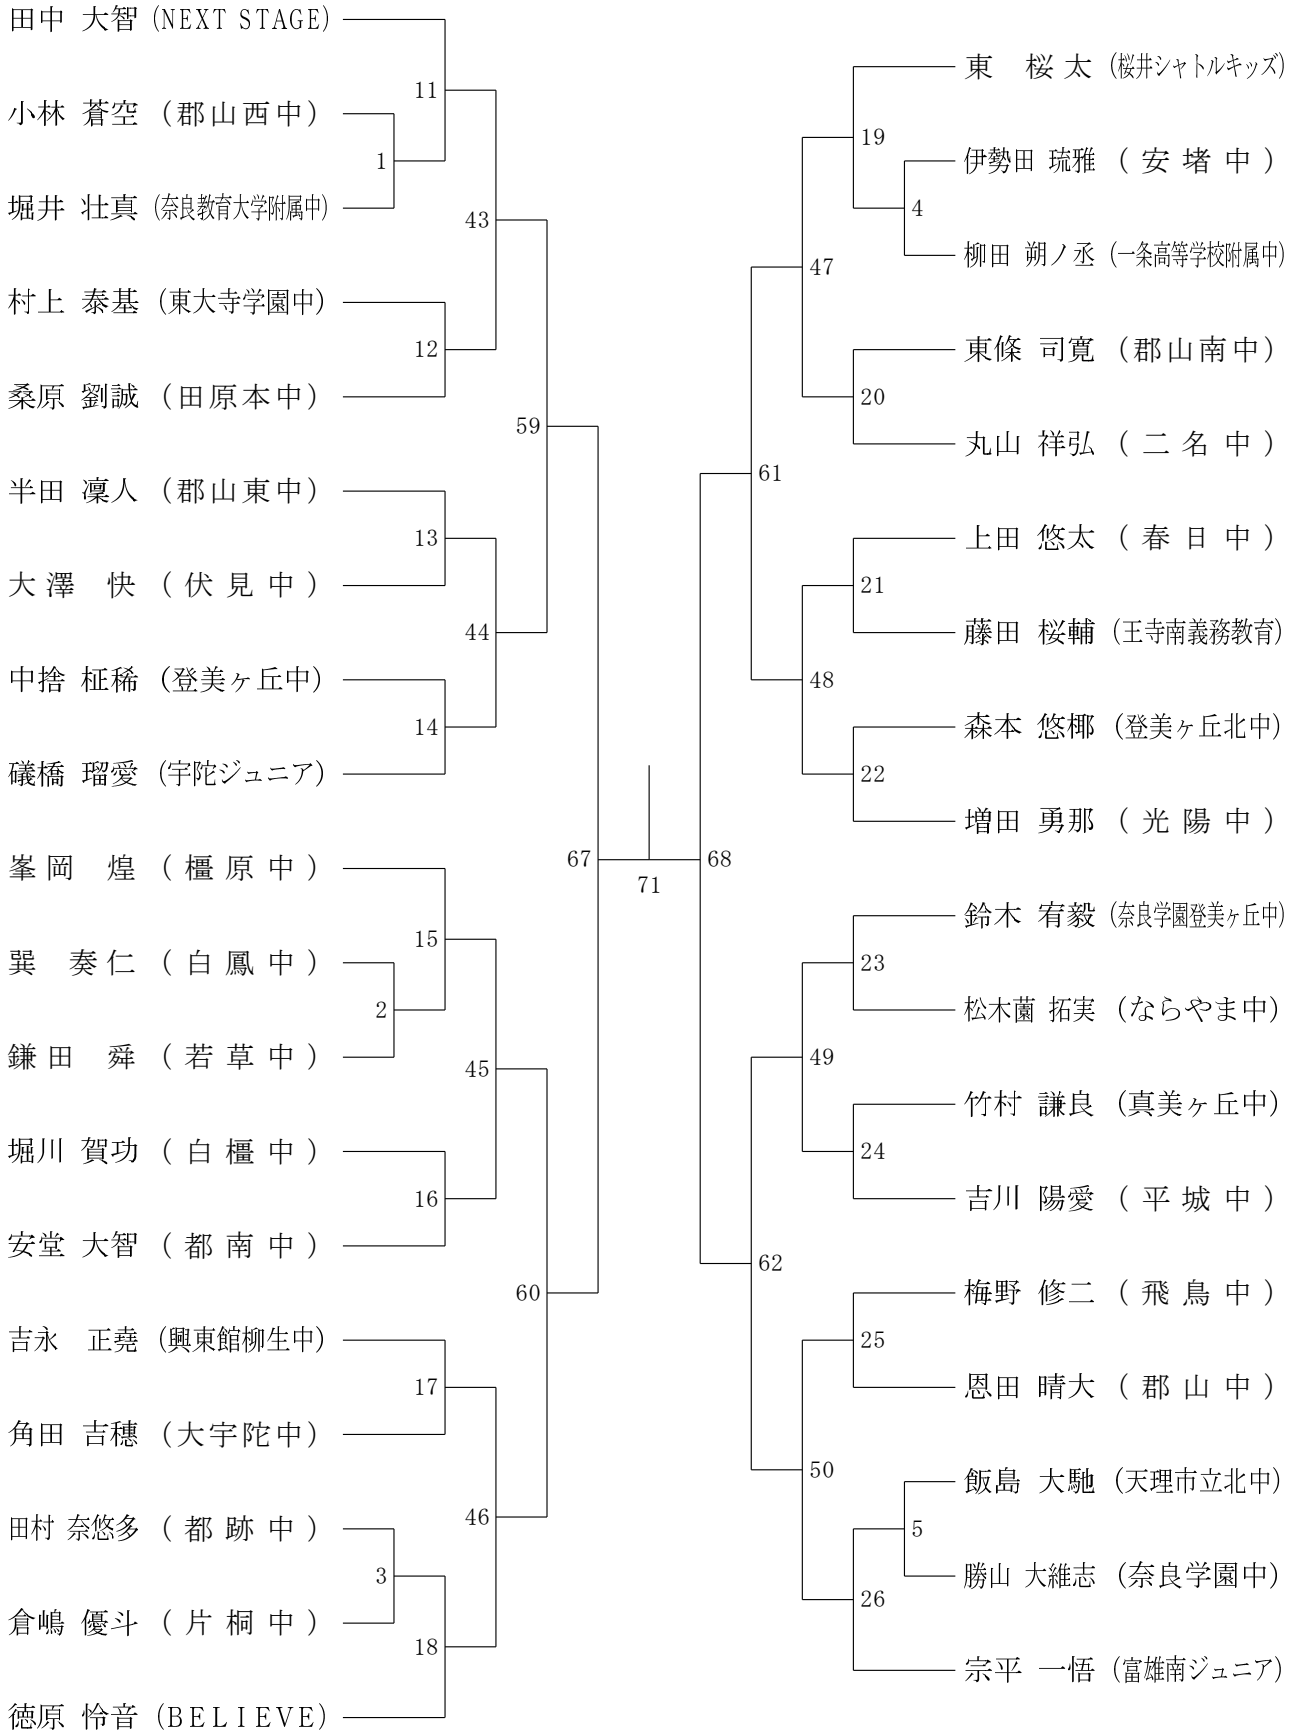 田中 大智 (NEXT STAGE)
小林 蒼空 (郡山西中)
堀井 壮真 (奈良教育大学附属中)
村上 泰基 (東大寺学園中)
桑原 劉誠 (田原本中)
半田 凜人 (郡山東中)
大澤 快 (伏見中)
中捨 柾稀 (登美ヶ丘中)
礒橋 瑠愛 (宇陀ジュニア)
峯岡 煌 (橿原中)
巽 奏仁 (白鳳中)
鎌田 舜 (若草中)
堀川 賀功 (白橿中)
安堂 大智 (都南中)
吉永 正堯 (興東館柳生中)
角田 吉穂 (大宇陀中)
田村 奈悠多 (都跡中)
倉嶋 優斗 (片桐中)
徳原 怜音 (BELIEVE)
11
1
43
12
59
13
44
14
15
2
45
16
60
17
46
3
18
67
71
68
東 桜太 (桜井シャトルキッズ)
伊勢田 琉雅 (安堵中)
柳田 朔ノ丞 (一条高等学校附属中)
東條 司寛 (郡山南中)
丸山 祥弘 (二名中)
上田 悠太 (春日中)
藤田 桜輔 (王寺南義務教育)
森本 悠椰 (登美ヶ丘北中)
増田 勇那 (光陽中)
鈴木 宥毅 (奈良学園登美ヶ丘中)
松木薗 拓実 (ならやま中)
竹村 謙良 (真美ヶ丘中)
吉川 陽愛 (平城中)
梅野 修二 (飛鳥中)
恩田 晴大 (郡山中)
飯島 大馳 (天理市立北中)
勝山 大維志 (奈良学園中)
宗平 一悟 (富雄南ジュニア)
19
4
47
20
61
21
48
22
23
49
24
62
25
50
5
26